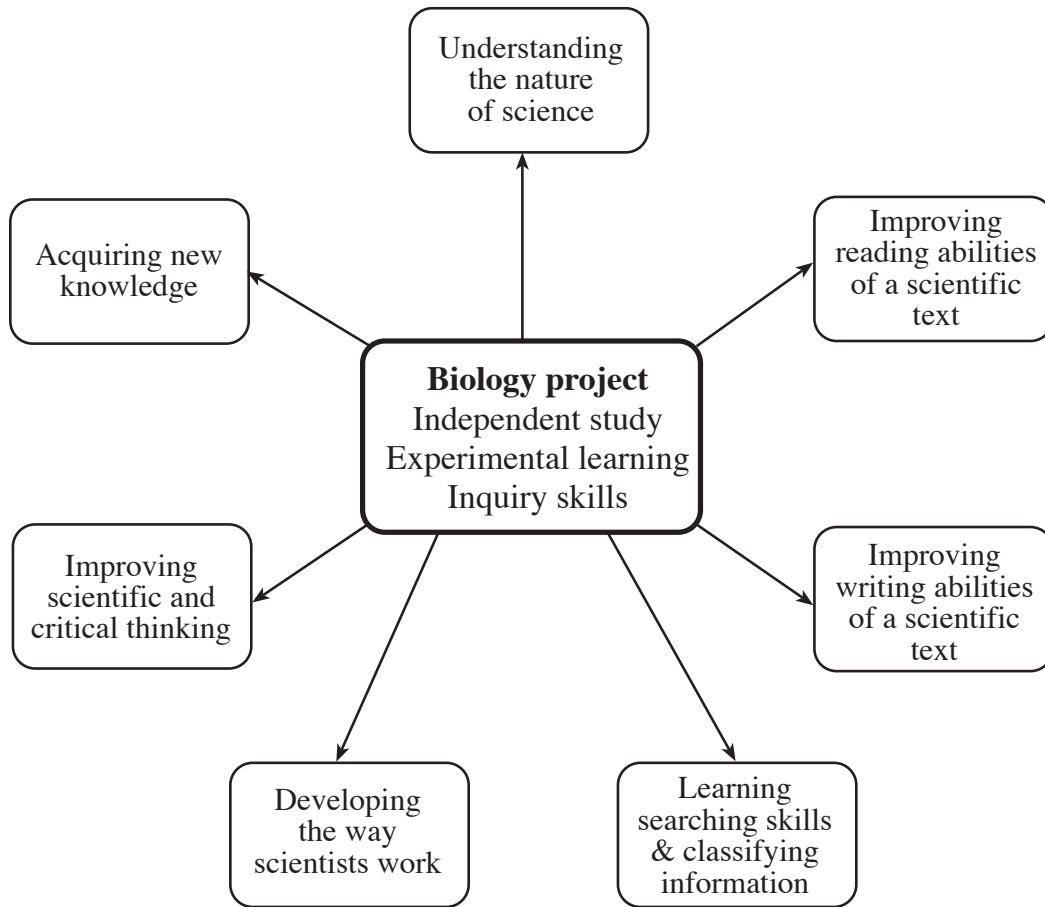 Understanding
the nature
of science
Acquiring new
knowledge
Improving
reading abilities
of a scientific
text
Biology project
Independent study
Experimental learning
Inquiry skills
Improving
scientific and
critical thinking
Improving
writing abilities
of a scientific
text
Developing
the way
scientists work
Learning
searching skills
& classifying
information